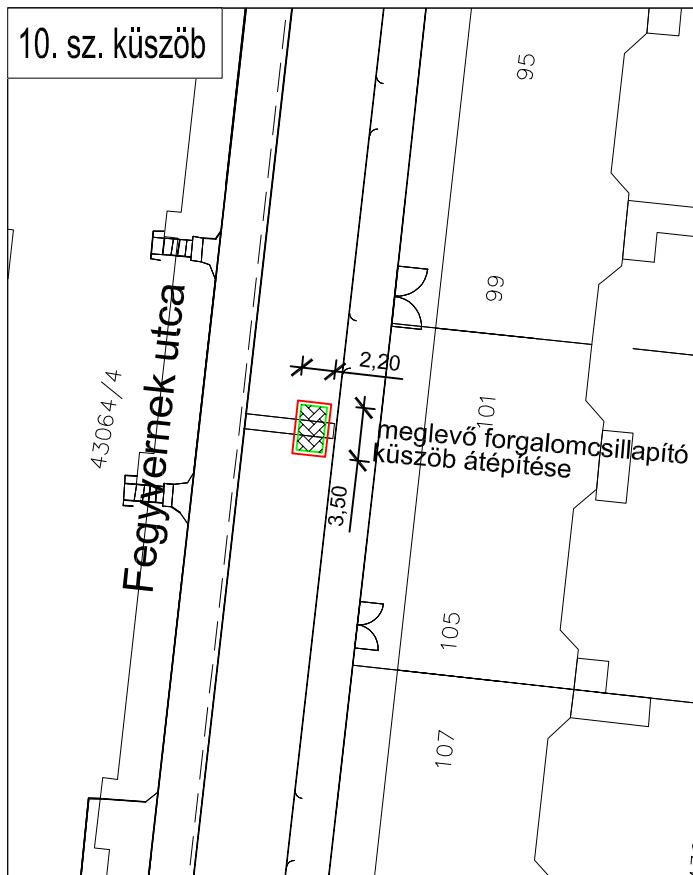 10. sz. küszöb
95
99
2,20
Fegyvernek utca
43064/4
101
meglevő forgalomcsillapító
küszöb átépítése
3,50
105
107